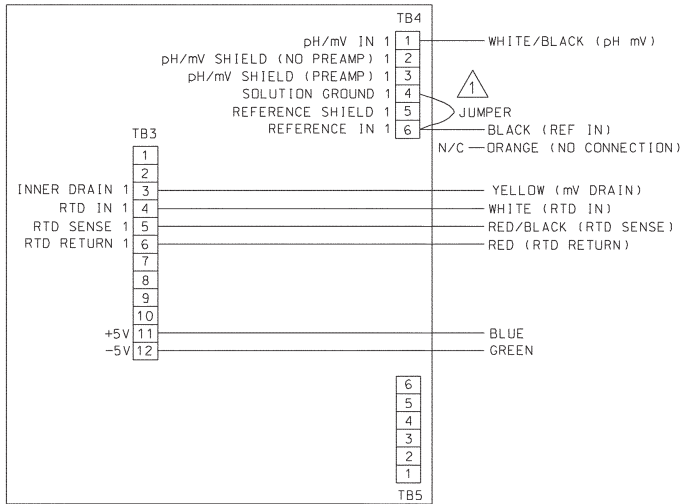 TB4
pH/mV IN 1 1 WHITE/BLACK (pH mV)
pH/mV SHIELD (NO PREAMP) 1 2
pH/mV SHIELD (PREAMP) 1 3
SOLUTION GROUND 1 4 1
REFERENCE SHIELD 1 5 JUMPER
REFERENCE IN 1 6 BLACK (REF IN)
N/C ORANGE (NO CONNECTION)
TB3
1
2
INNER DRAIN 1 3 YELLOW (mV DRAIN)
RTD IN 1 4 WHITE (RTD IN)
RTD SENSE 1 5 RED/BLACK (RTD SENSE)
RTD RETURN 1 6 RED (RTD RETURN)
7
8
9
10
+5V 11 BLUE
-5V 12 GREEN
6
5
4
3
2
1
TB5